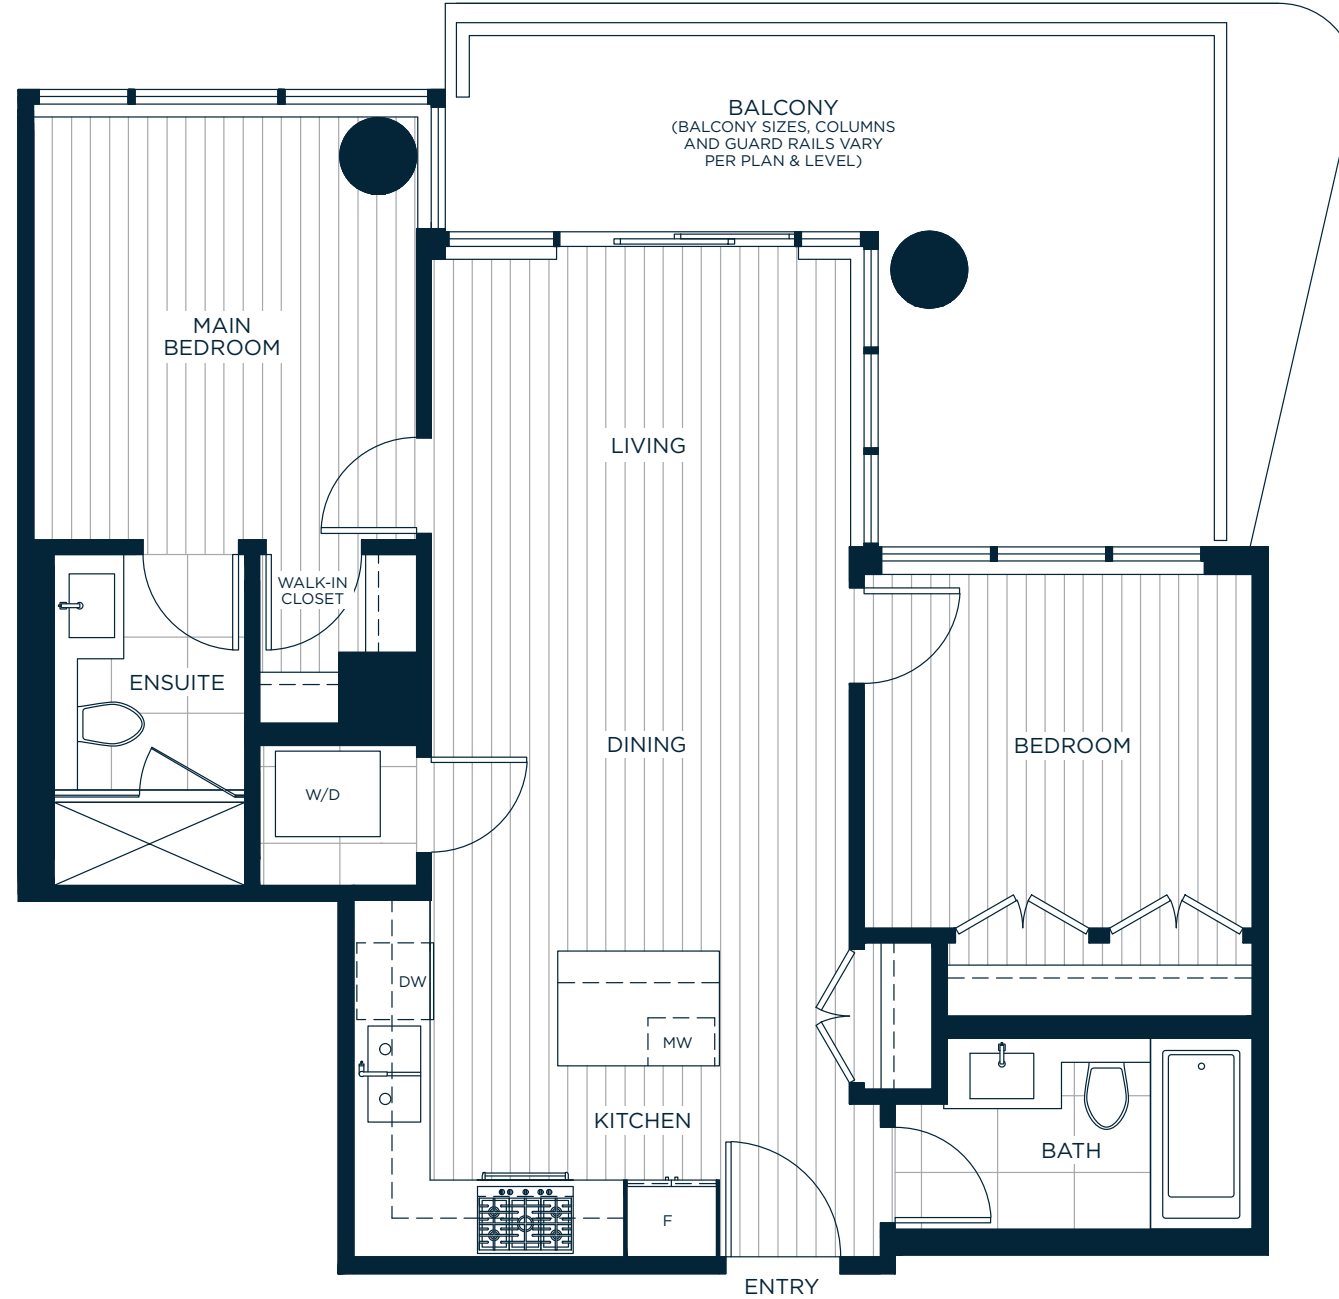 BALCONY
(BALCONY SIZES, COLUMNS
AND GUARD RAILS VARY
PER PLAN & LEVEL)
MAIN
BEDROOM
LIVING
WALK-IN
CLOSET
ENSUITE
DINING
BEDROOM
W/D
DW
MW
KITCHEN
BATH
F
ENTRY